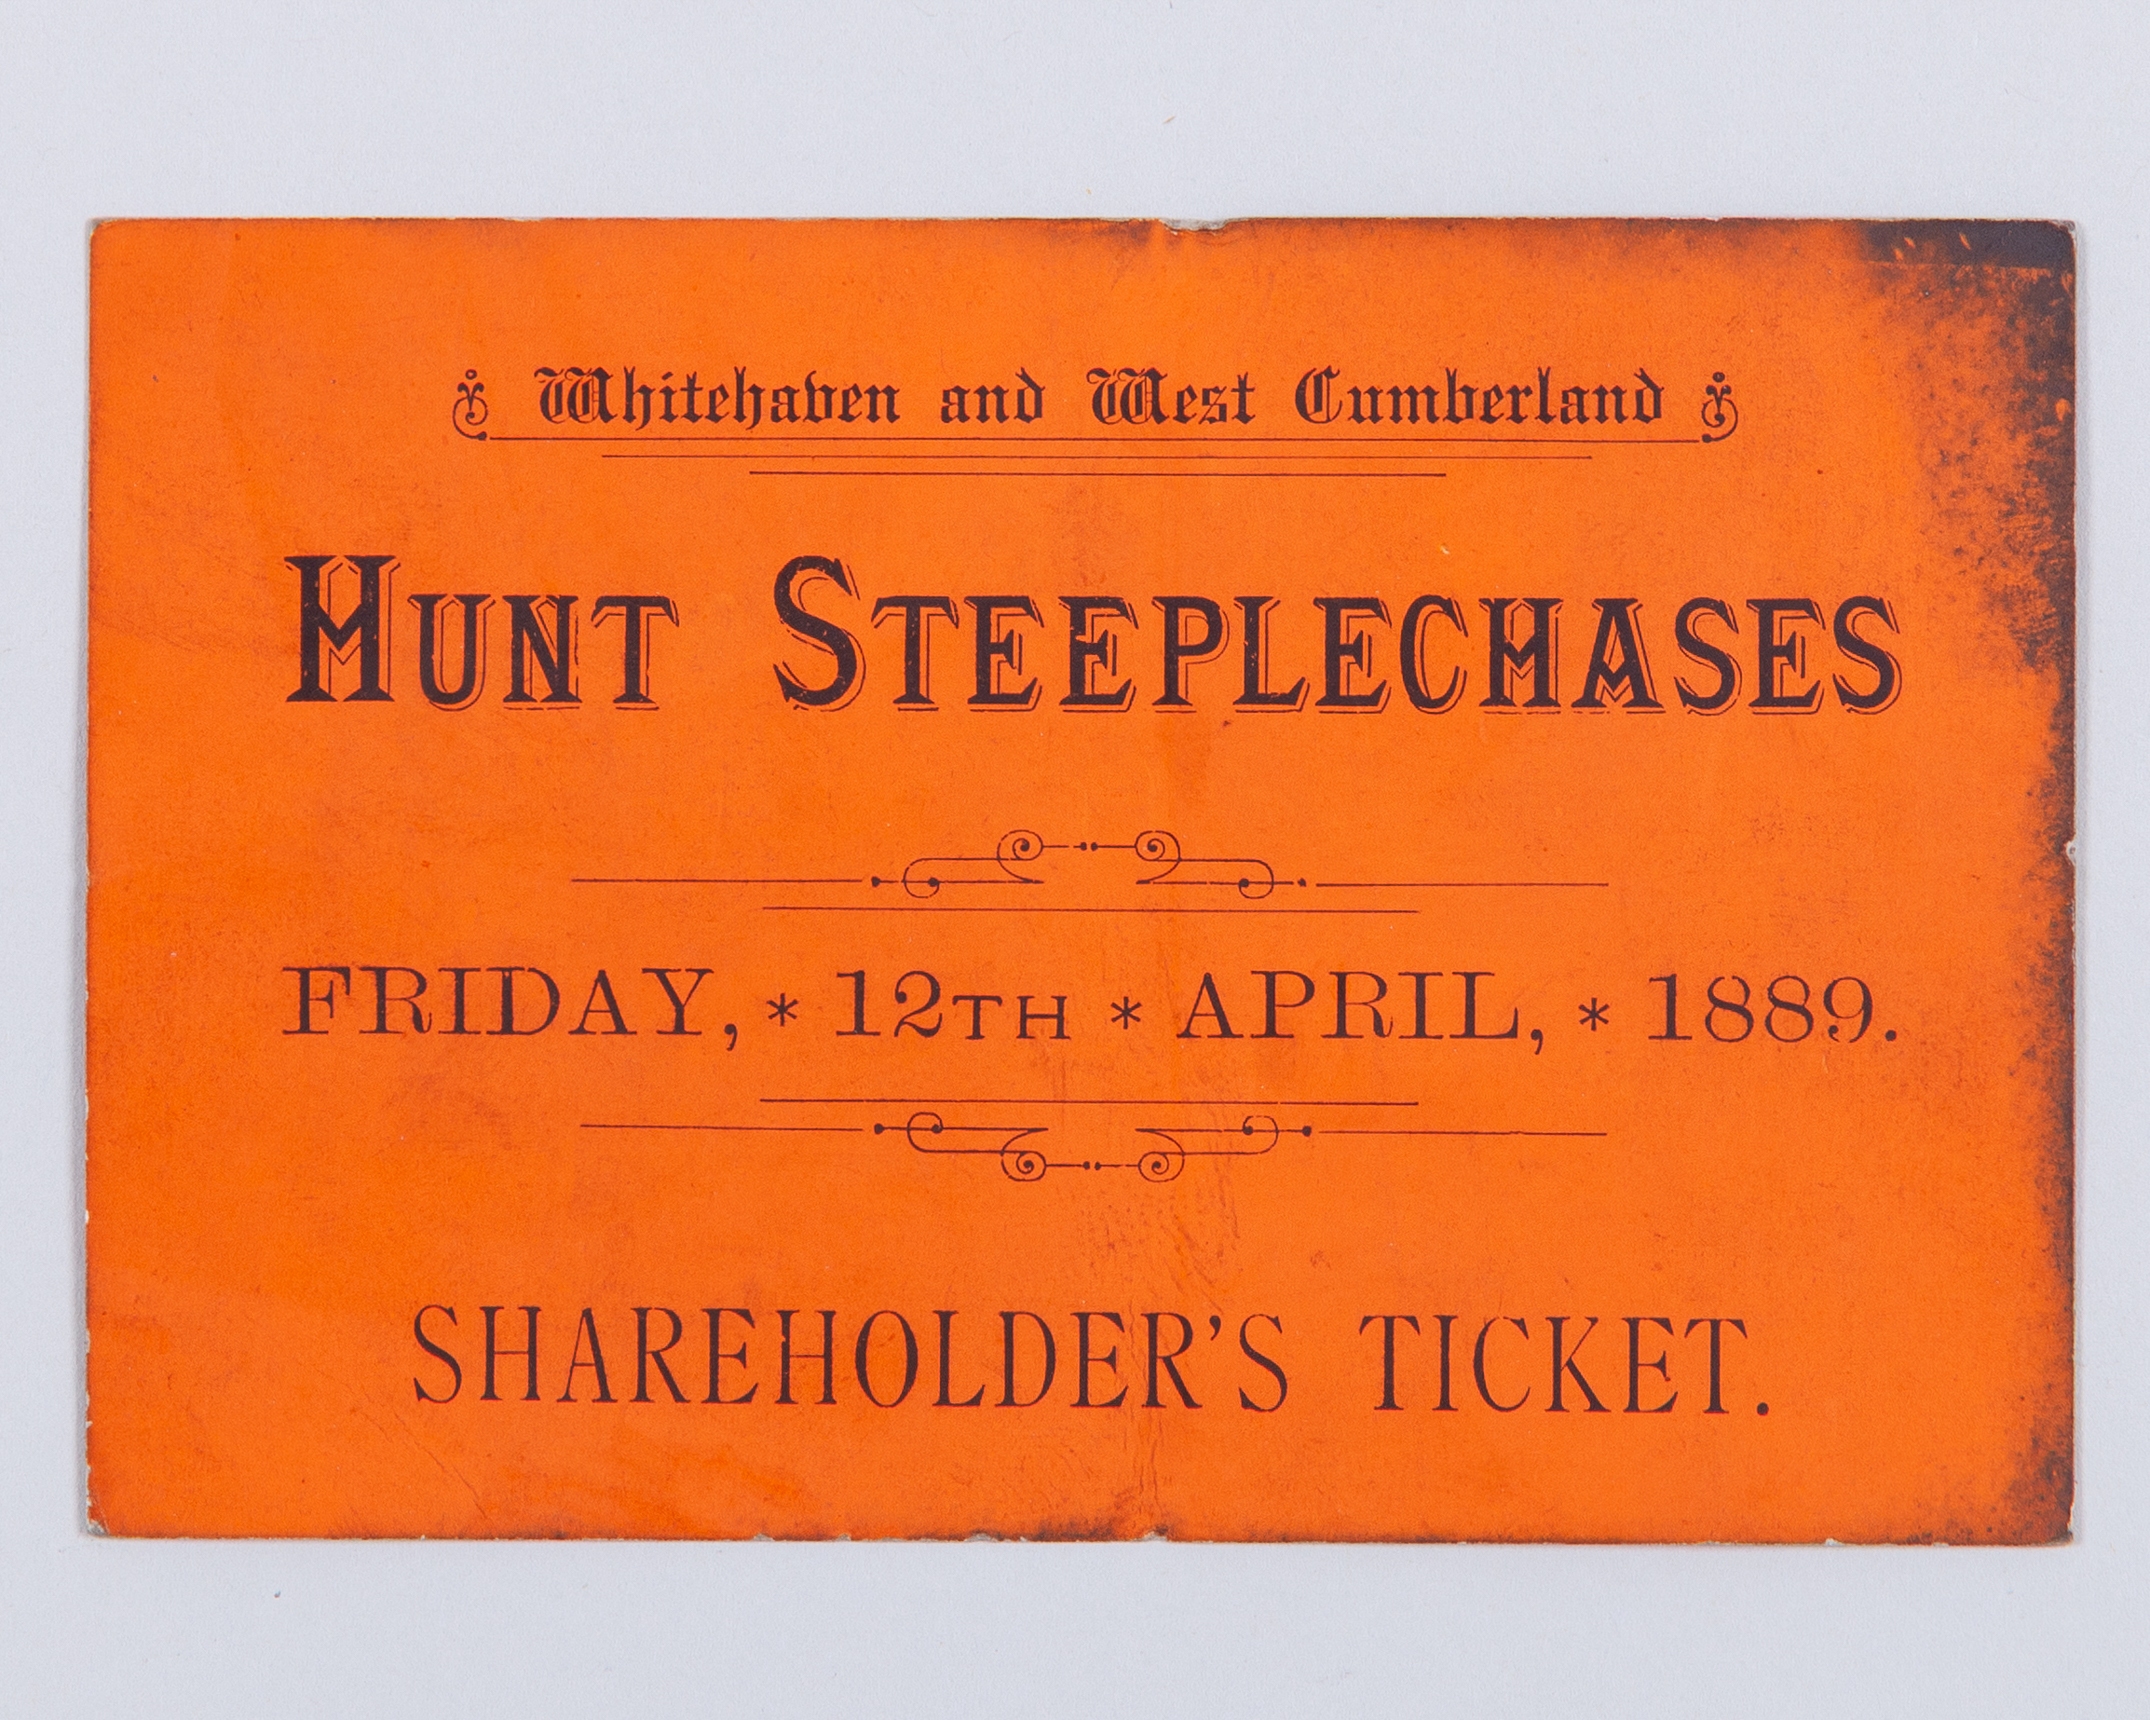 Whitehaven and West Cumberland
HUNT STEEPLECHASES
FRIDAY, * 12TH * APRIL, * 1889.
SHAREHOLDER'S TICKET.